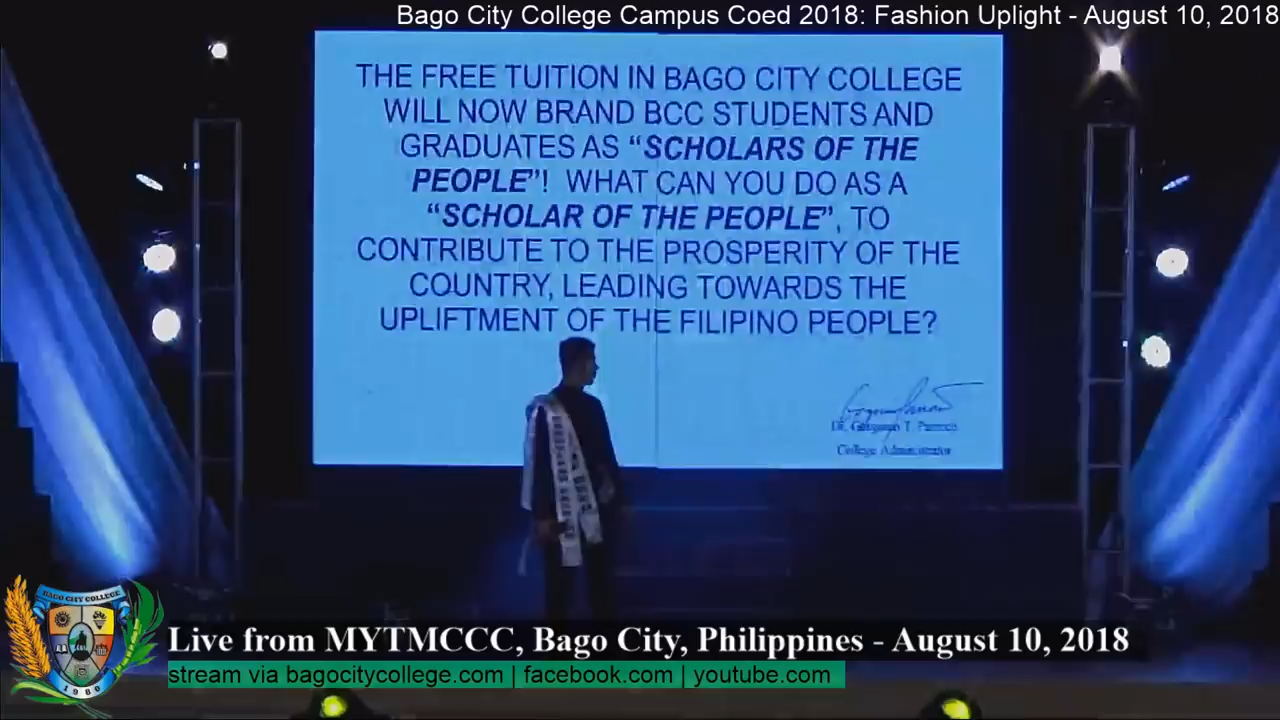 Bago City College Campus Coed 2018: Fashion Uplight - August 10, 2018
THE FREE TUITION IN BAGO CITY COLLEGE
WILL NOW BRAND BCC STUDENTS AND
GRADUATES AS “SCHOLARS OF THE
PEOPLE”! WHAT CAN YOU DO AS A
“SCHOLAR OF THE PEOPLE”, TO
CONTRIBUTE TO THE PROSPERITY OF THE
COUNTRY, LEADING TOWARDS THE
UPLIFTMENT OF THE FILIPINO PEOPLE?
Dr.
College Administrator
BAGO CITY COLLEGE
1980
Live from MYTMCCC, Bago City, Philippines - August 10, 2018
stream via bagocitycollege.com | facebook.com | youtube.com